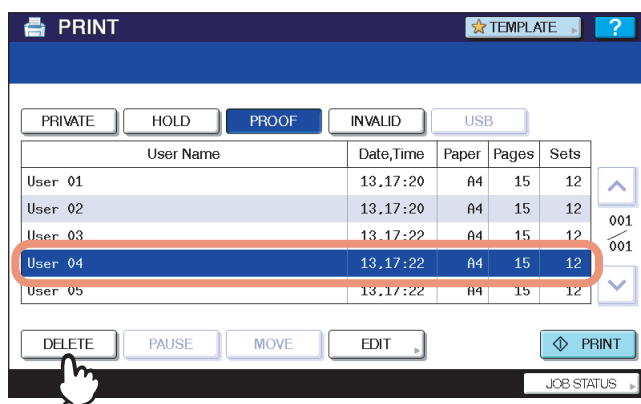 PRINT TEMPLATE ?
PRIVATE HOLD PROOF INVALID USB
User Name Date,Time Paper Pages Sets
User 01 13,17:20 A4 15 12
User 02 13,17:20 A4 15 12
User 03 13,17:22 A4 15 12
User 04 13,17:22 A4 15 12
User 05 13,17:22 A4 15 12
001
001
DELETE PAUSE MOVE EDIT PRINT
JOB STATUS